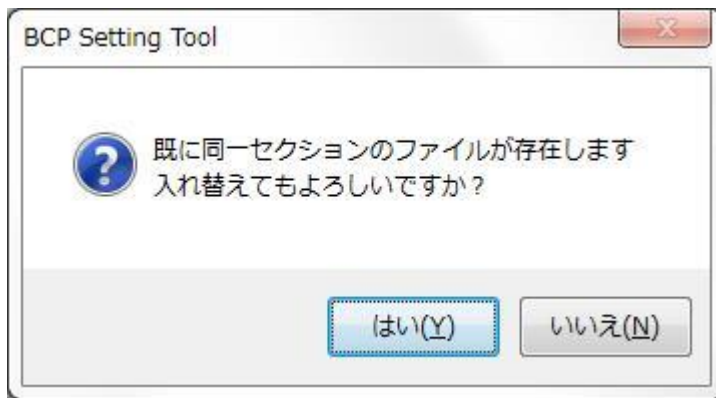 BCP Setting Tool
既に同一セクションのファイルが存在します
入れ替えてもよろしいですか？
はい(Y)
いいえ(N)